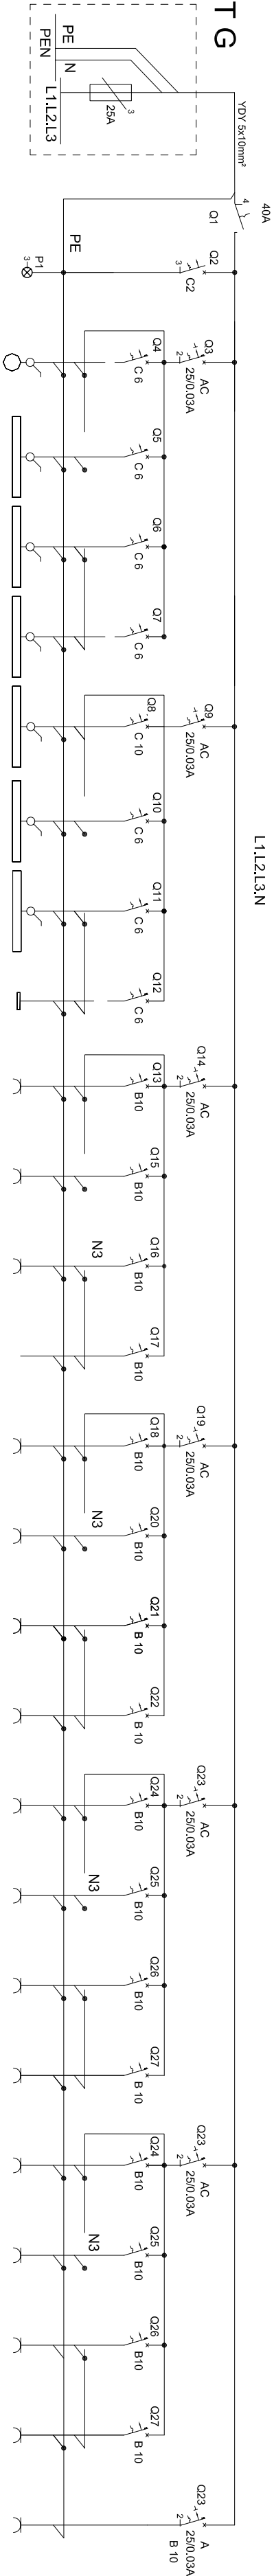 T G
PE
PEN
N
L1.L2.L3
25A
3
YDY 5x10mm²
40A
4
Q1
L1.L2.L3.N
PE
Q2
3
C2
P1
3
Q3
2
AC
25/0.03A
Q4
C 6
Q5
C 6
Q6
C 6
Q7
C 6
Q9
2
AC
25/0.03A
Q8
C 10
Q10
C 6
Q11
C 6
Q12
C 6
Q14
2
AC
25/0.03A
Q13
B10
Q15
B10
Q16
B10
N3
Q17
B10
Q19
2
AC
25/0.03A
Q18
B10
Q20
B10
N3
Q21
B 10
Q22
B 10
Q23
2
AC
25/0.03A
Q24
B10
Q25
B10
N3
Q26
B10
Q27
B 10
Q23
2
AC
25/0.03A
Q24
B10
Q25
B10
N3
Q26
B10
Q27
B 10
Q23
2
A
25/0.03A
B 10